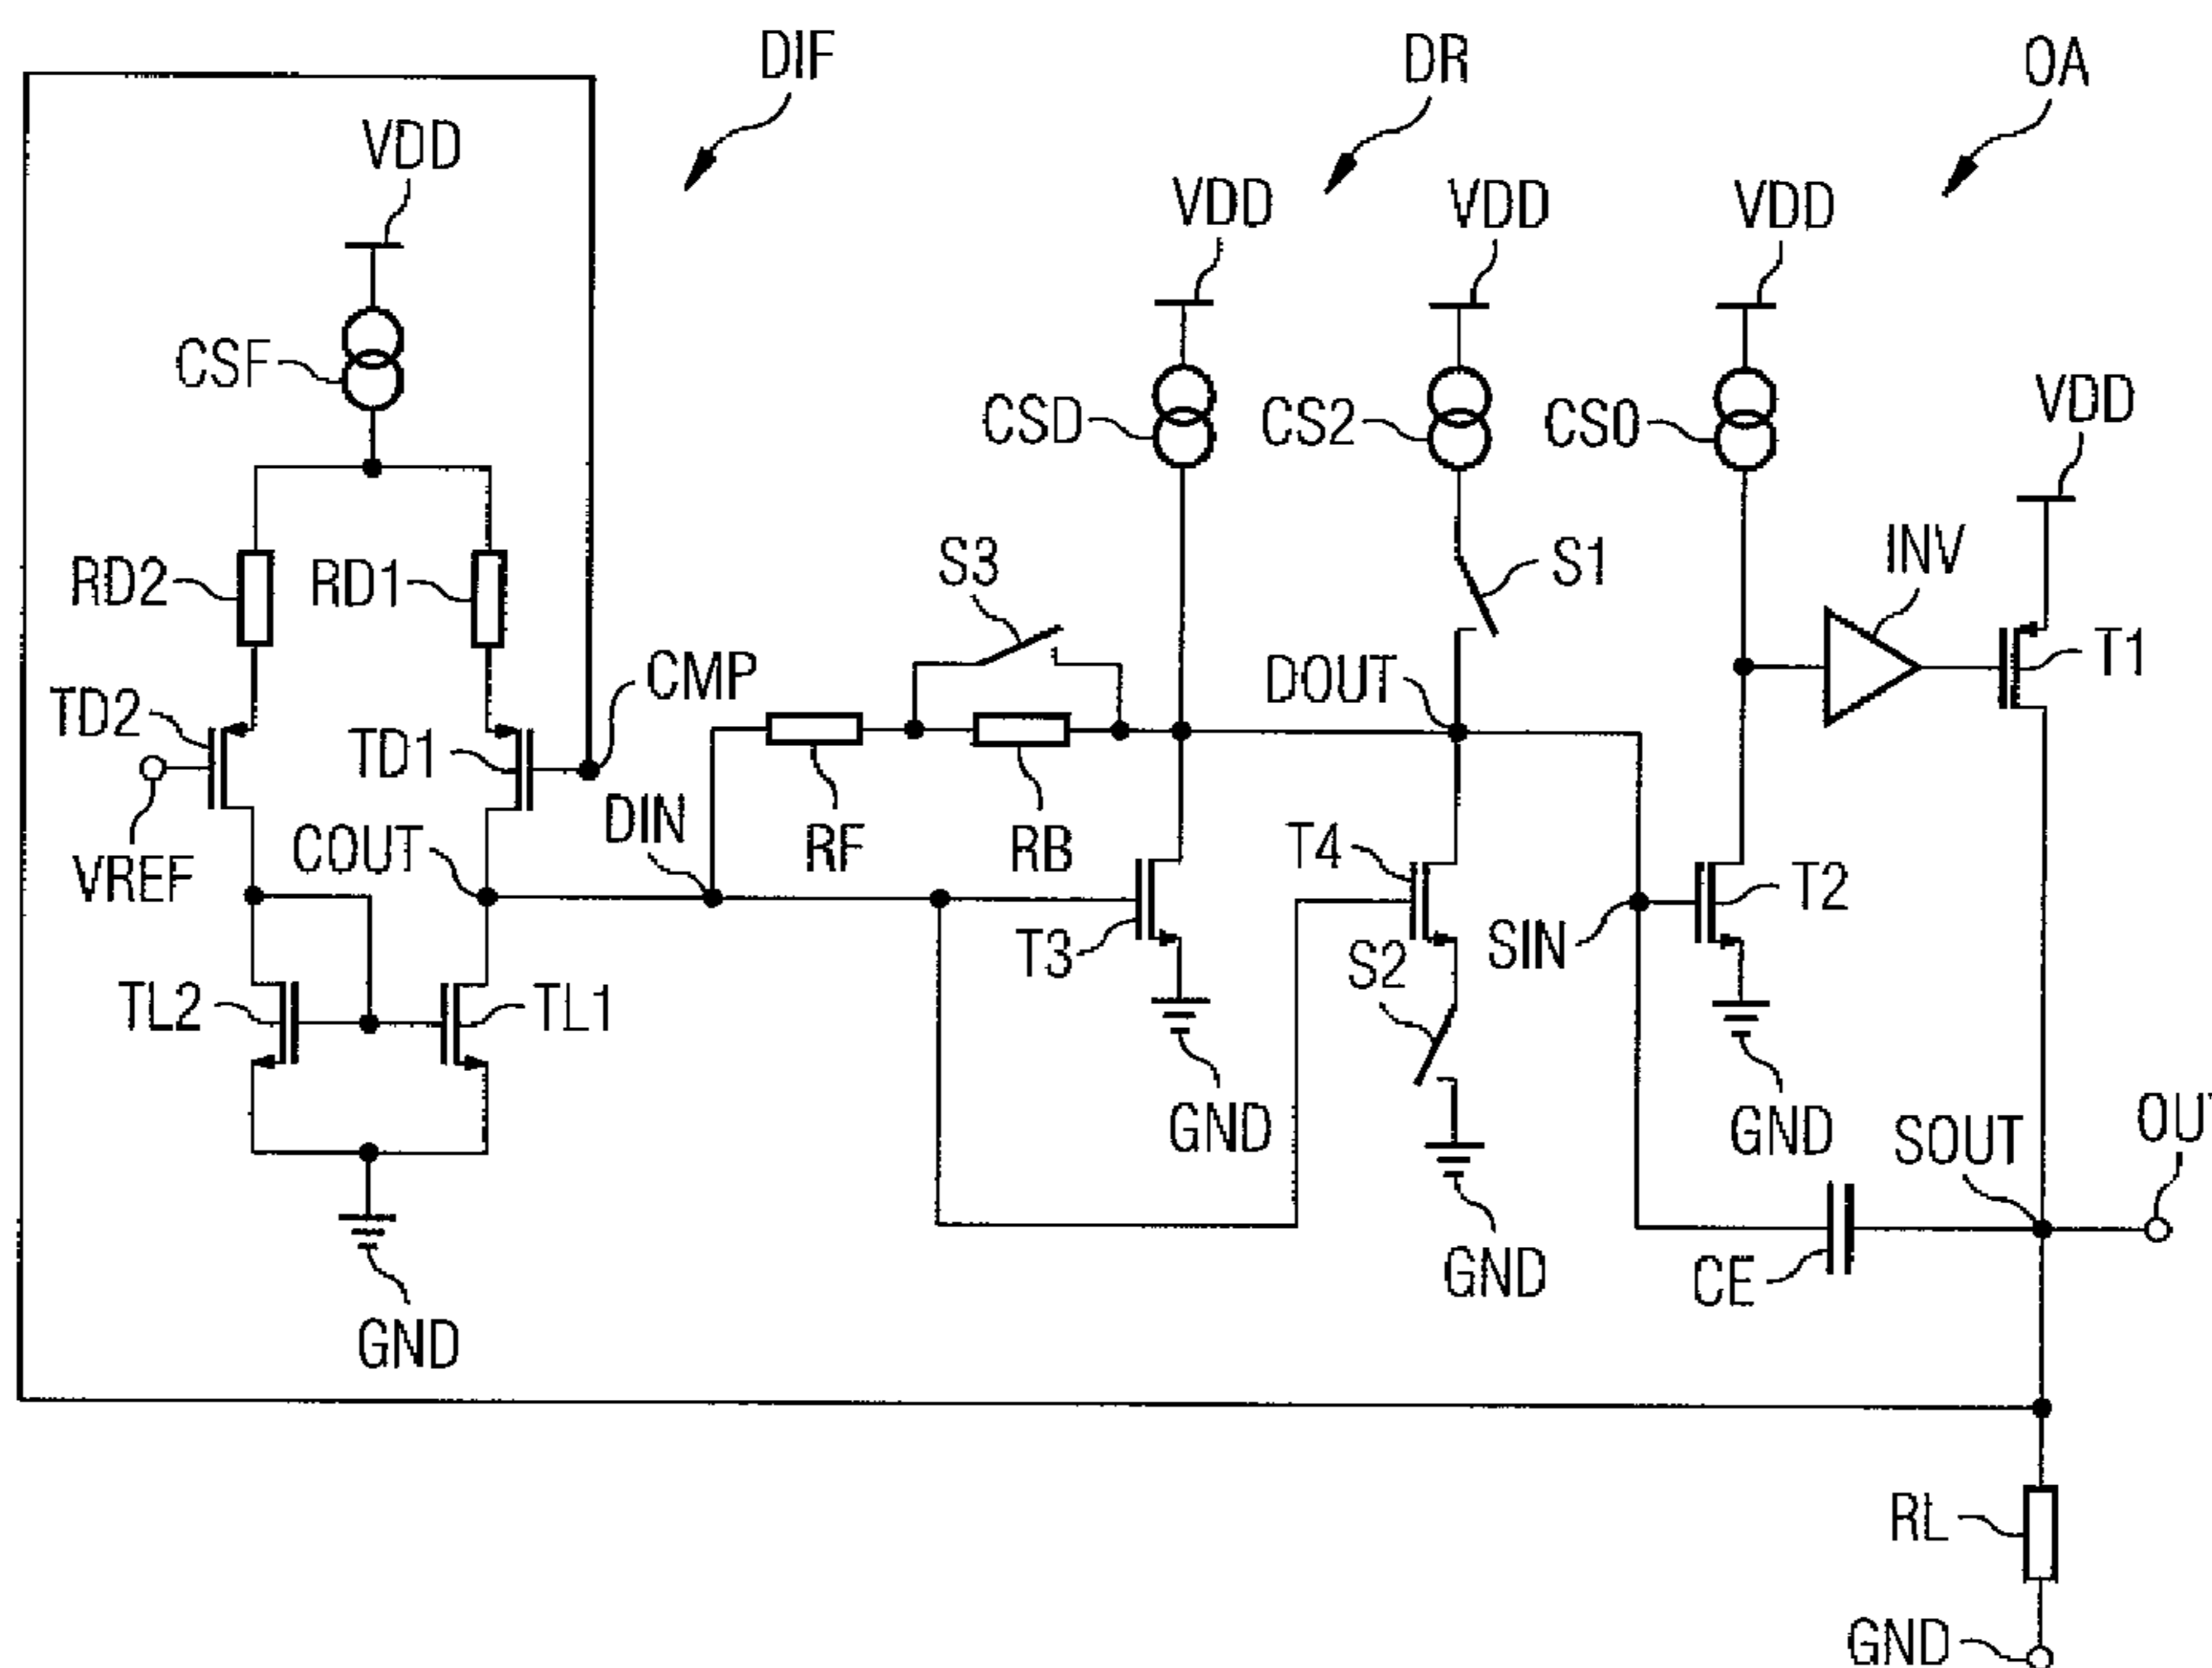 DIF
DR
OA
VDD
VDD
VDD
VDD
CSF
CSD
CS2
CS0
VDD
RD2
RD1
S3
S1
INV
CMP
DOUT
T1
TD2
TD1
DIN
RF
RB
T4
VREF
COUT
T3
S2
SIN
T2
TL2
TL1
GND
GND
SOUT
OUT
GND
CE
GND
RL
GND